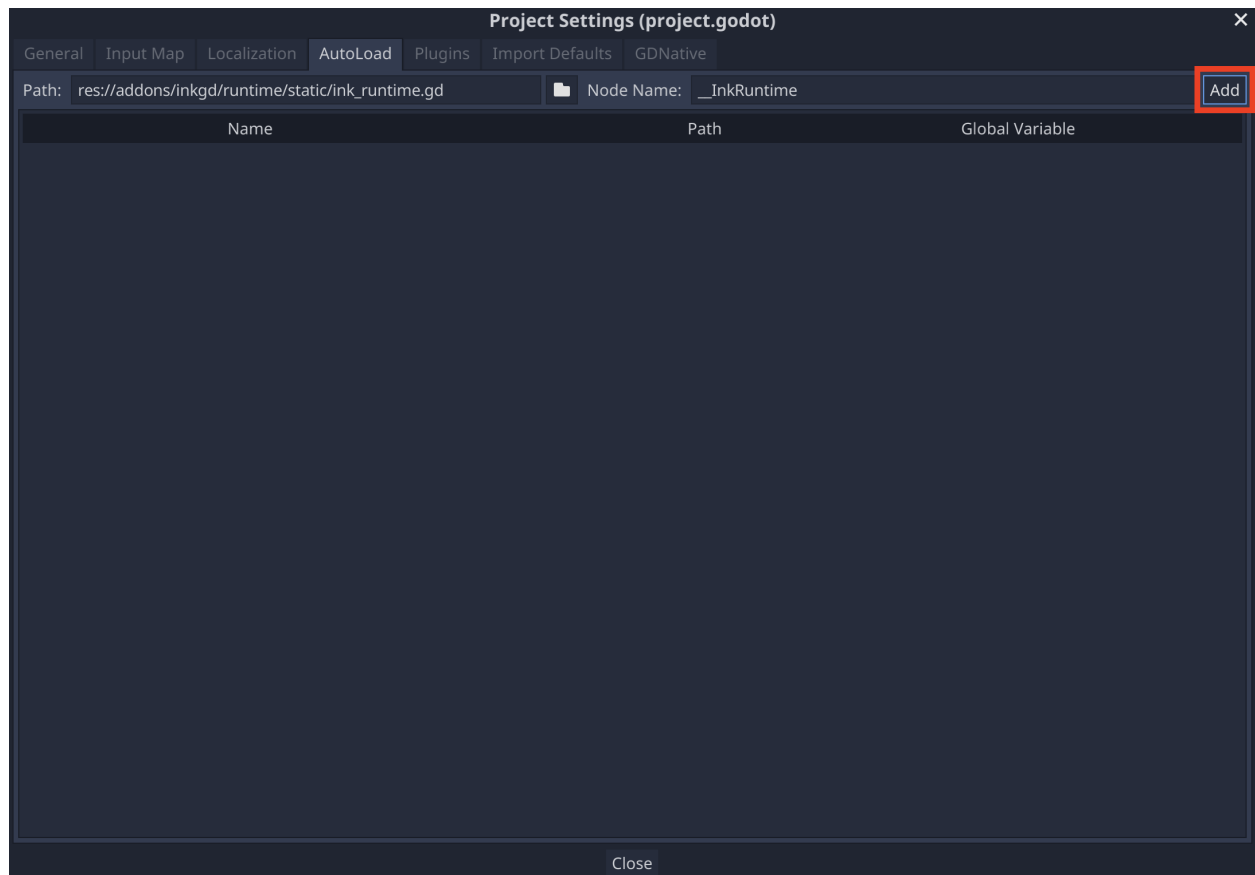 Project Settings (project.godot)
General Input Map Localization AutoLoad Plugins Import Defaults GDNative
Path: res://addons/inkgd/runtime/static/ink_runtime.gd Node Name: __InkRuntime Add
Name Path Global Variable
Close